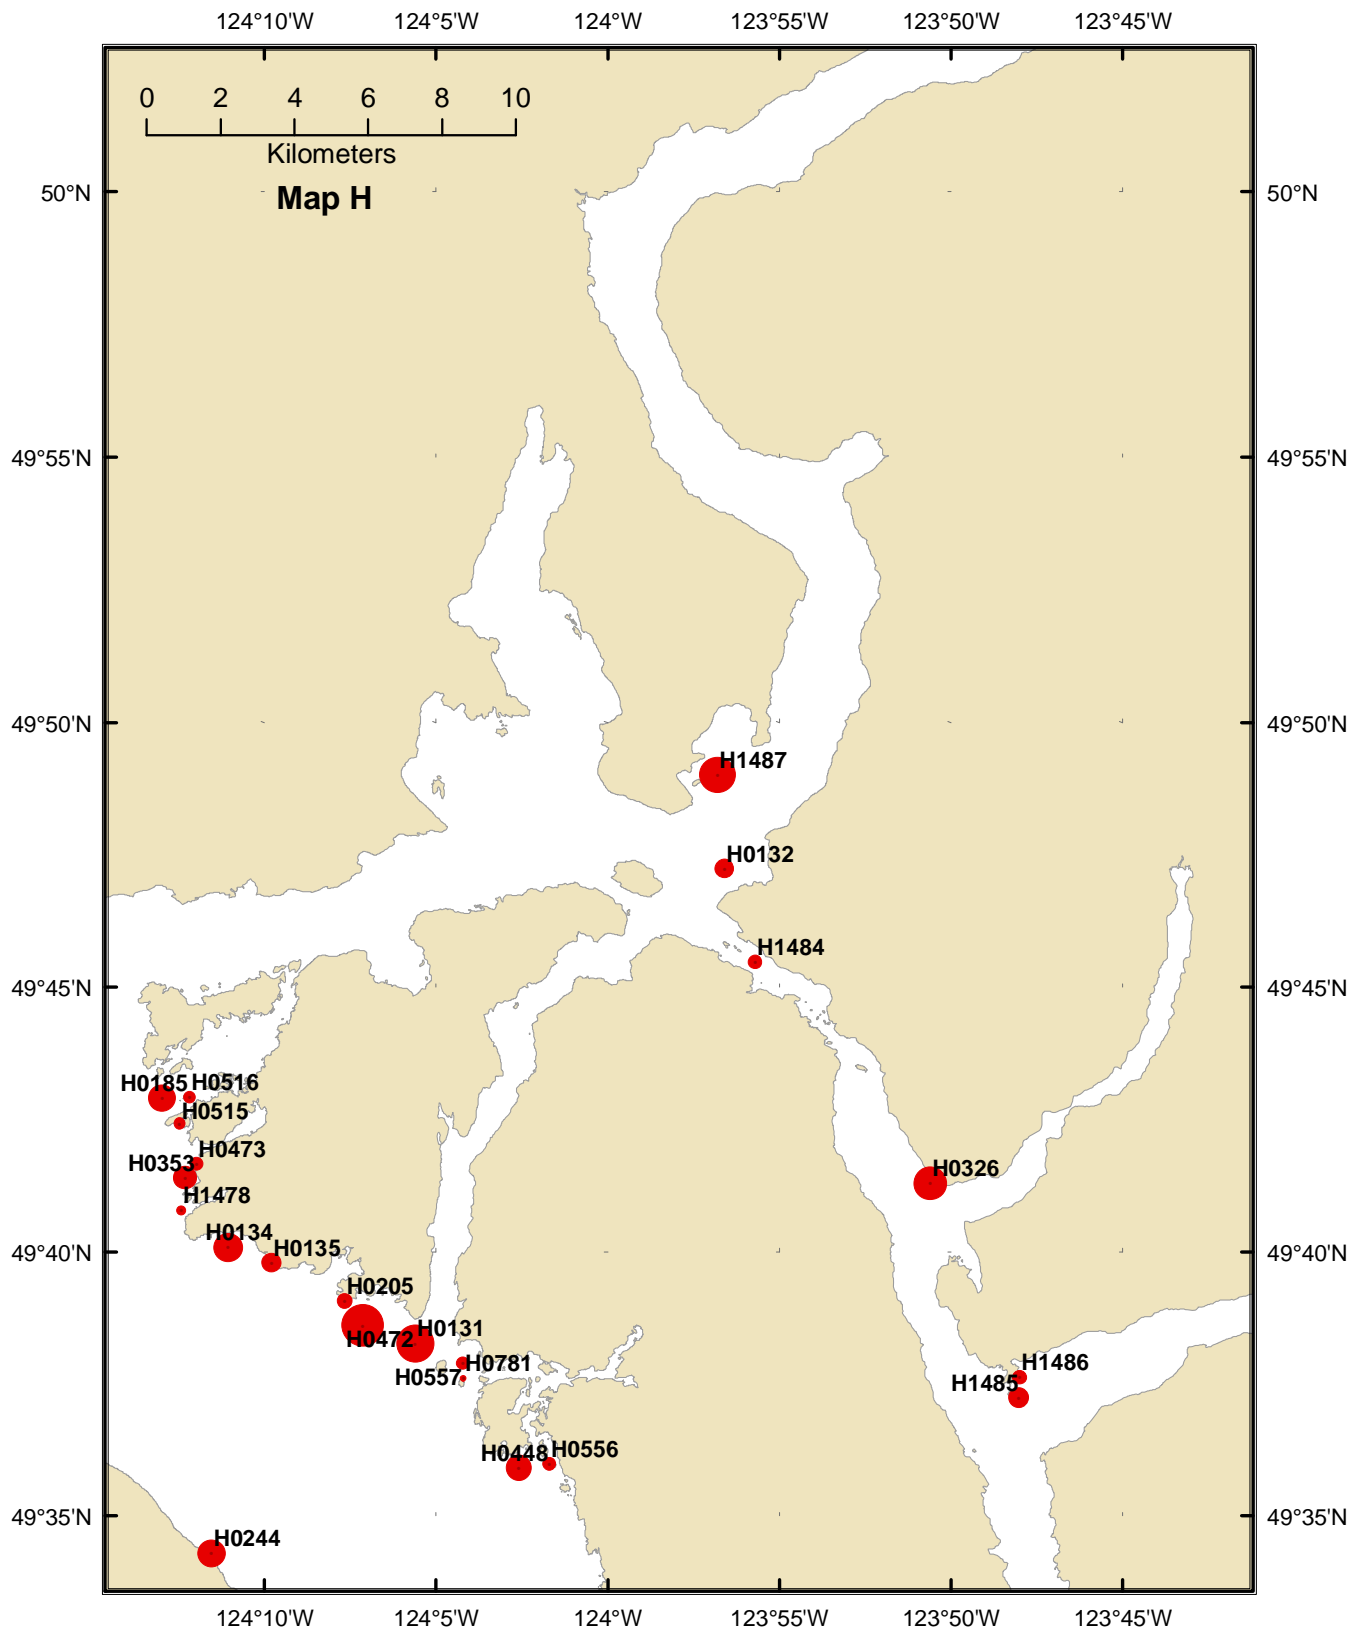 124°10'W 124°5'W 124°W 123°55'W 123°50'W 123°45'W
0 2 4 6 8 10
Kilometers
Map H
50°N 50°N
49°55'N 49°55'N
49°50'N 49°50'N
H1487
H0132
H1484
49°45'N 49°45'N
H0185 H0516
H0515
H0473
H0353
H0326
H1478
H0134
H0135
49°40'N 49°40'N
H0205
H0131
H0472
H0781
H1486
H0557
H1485
H0556
H0448
49°35'N 49°35'N
H0244
124°10'W 124°5'W 124°W 123°55'W 123°50'W 123°45'W